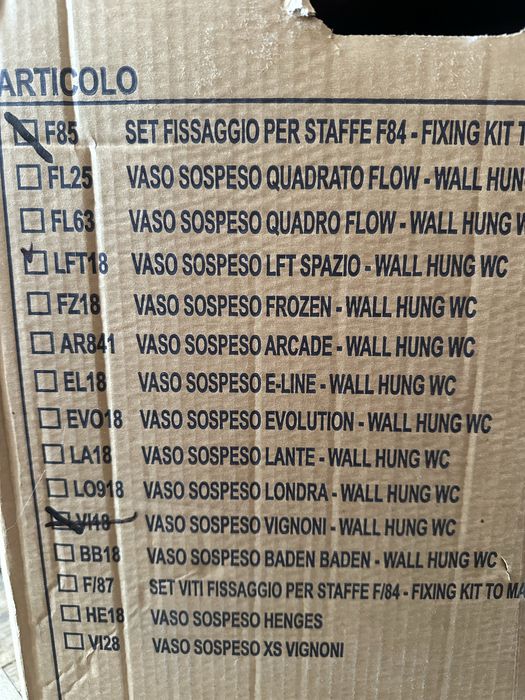 ARTICOLO
F85 SET FISSAGGIO PER STAFFE F84 - FIXING KIT
FL25 VASO SOSPESO QUADRATO FLOW - WALL HUN
FL63 VASO SOSPESO QUADRO FLOW - WALL HUNG W
LFT18 VASO SOSPESO LFT SPAZIO - WALL HUNG WC
FZ18 VASO SOSPESO FROZEN - WALL HUNG WC
AR841 VASO SOSPESO ARCADE - WALL HUNG WC
EL18 VASO SOSPESO E-LINE - WALL HUNG WC
EVO18 VASO SOSPESO EVOLUTION - WALL HUNG WC
LA18 VASO SOSPESO LANTE - WALL HUNG WC
LO918 VASO SOSPESO LONDRA - WALL HUNG WC
VI18 VASO SOSPESO VIGNONI - WALL HUNG WC
BB18 VASO SOSPESO BADEN BADEN - WALL HUNG WC
F/87 SET VITI FISSAGGIO PER STAFFE F/84 - FIXING KIT TO MA
HE18 VASO SOSPESO HENGES
VI28 VASO SOSPESO XS VIGNONI